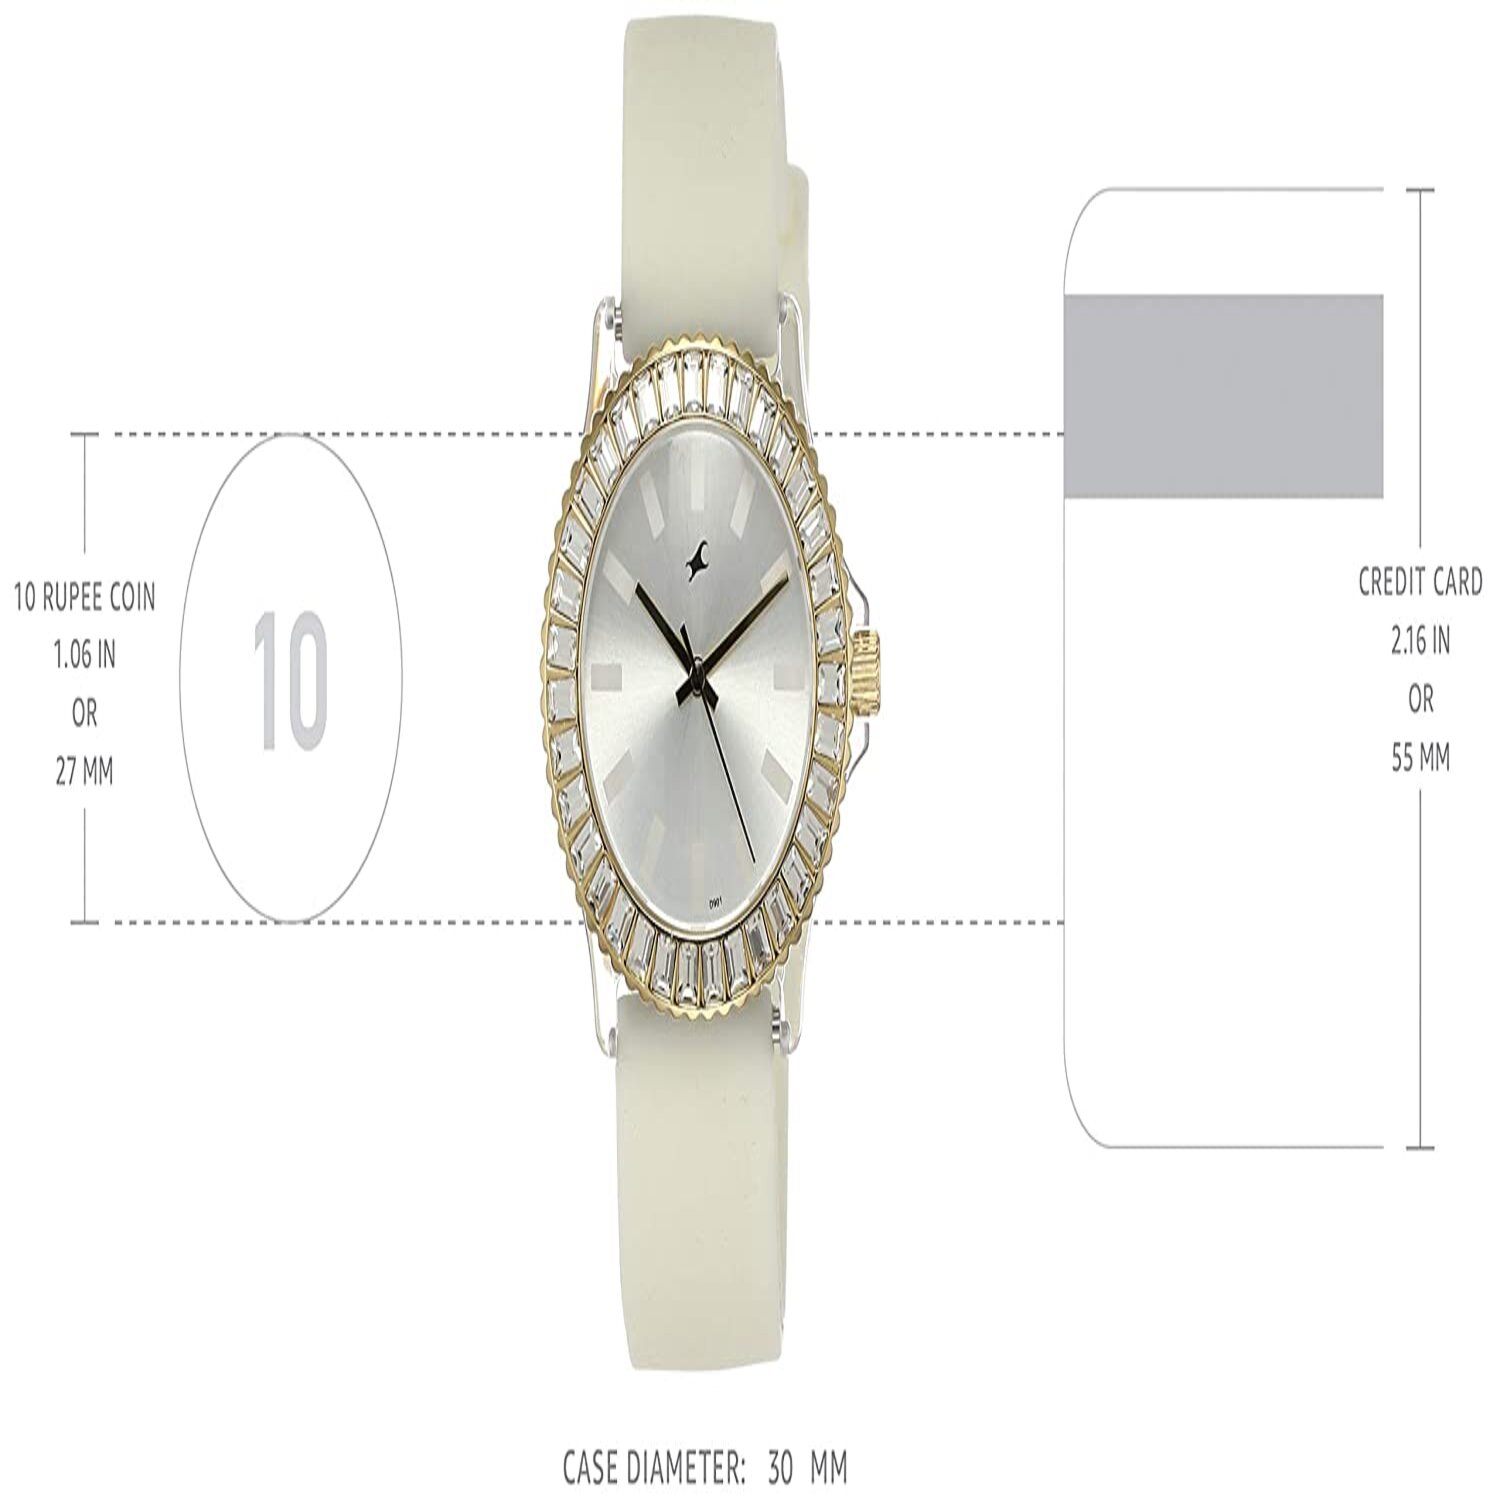 10 RUPEE COIN
1.06 IN
OR
27 MM
10
D901
CREDIT CARD
2.16 IN
OR
55 MM
CASE DIAMETER: 30 MM